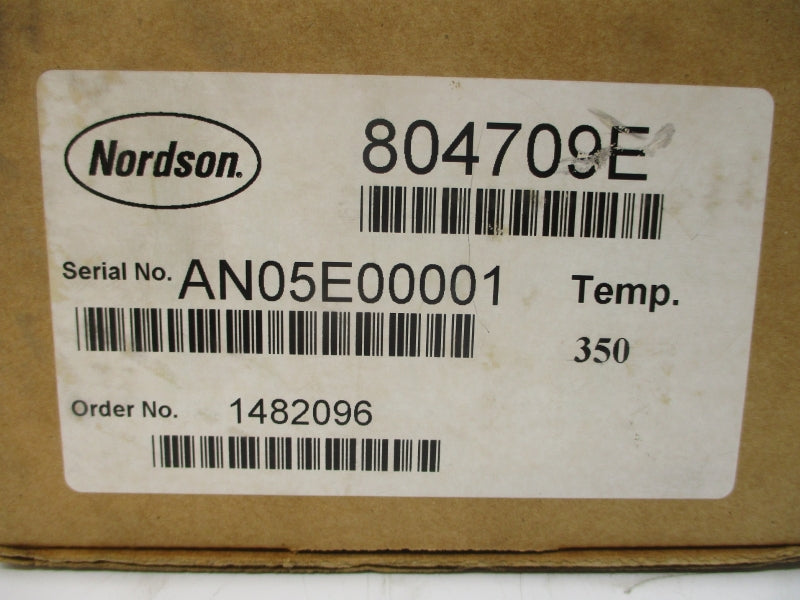 Nordson.
804709E
Serial No. AN05E00001
Temp.
350
Order No. 1482096